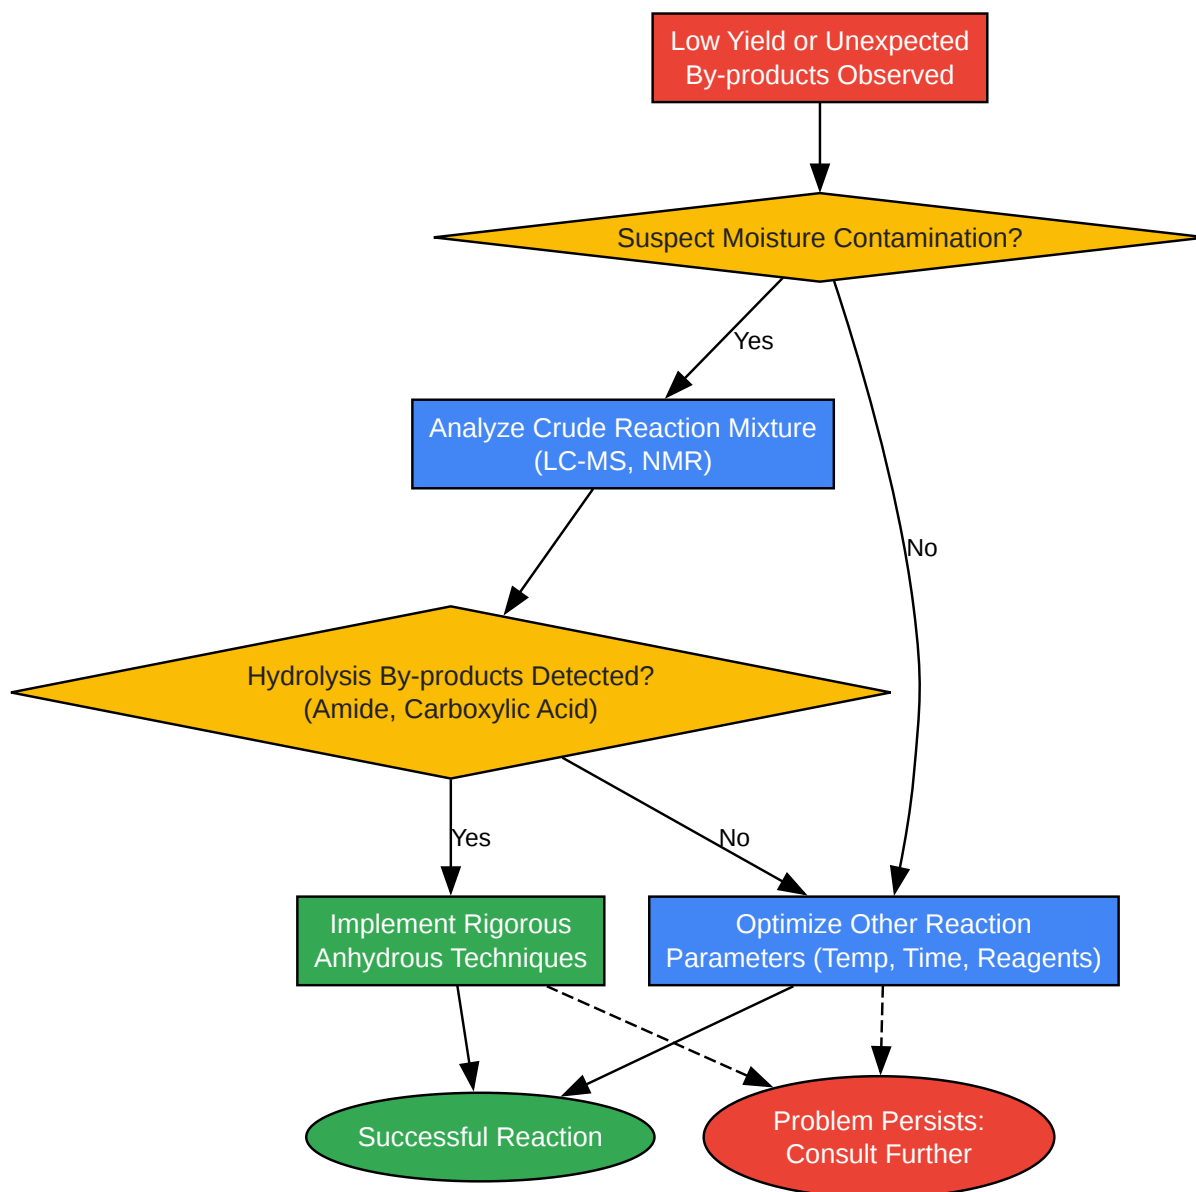 Low Yield or Unexpected
By-products Observed
Suspect Moisture Contamination?
Yes
Analyze Crude Reaction Mixture
(LC-MS, NMR)
No
Hydrolysis By-products Detected?
(Amide, Carboxylic Acid)
Yes
No
Implement Rigorous
Anhydrous Techniques
Optimize Other Reaction
Parameters (Temp, Time, Reagents)
Successful Reaction
Problem Persists:
Consult Further